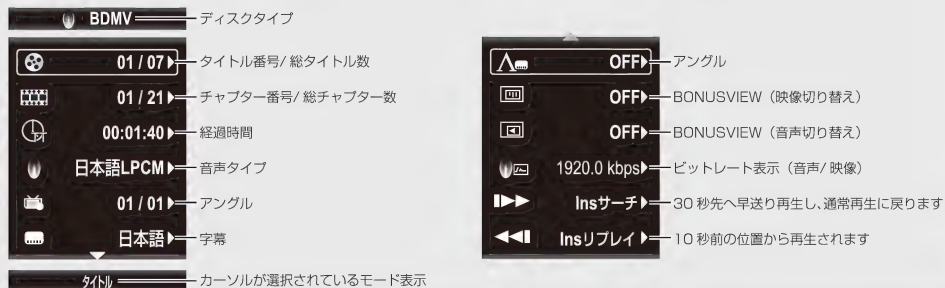 BDMV ディスクタイプ
01 / 07 タイトル番号/ 総タイトル数
01 / 21 チャプター番号/ 総チャプター数
00:01:40 経過時間
日本語LPCM 音声タイプ
01 / 01 アングル
日本語 字幕
タイトル カーソルが選択されているモード表示
OFF アングル
OFF BONUSVIEW（映像切り替え）
OFF BONUSVIEW（音声切り替え）
1920.0 kbps ビットレート表示（音声/ 映像）
Insサーチ 30 秒先へ早送り再生し、通常再生に戻ります
Insリプレイ 10 秒前の位置から再生されます